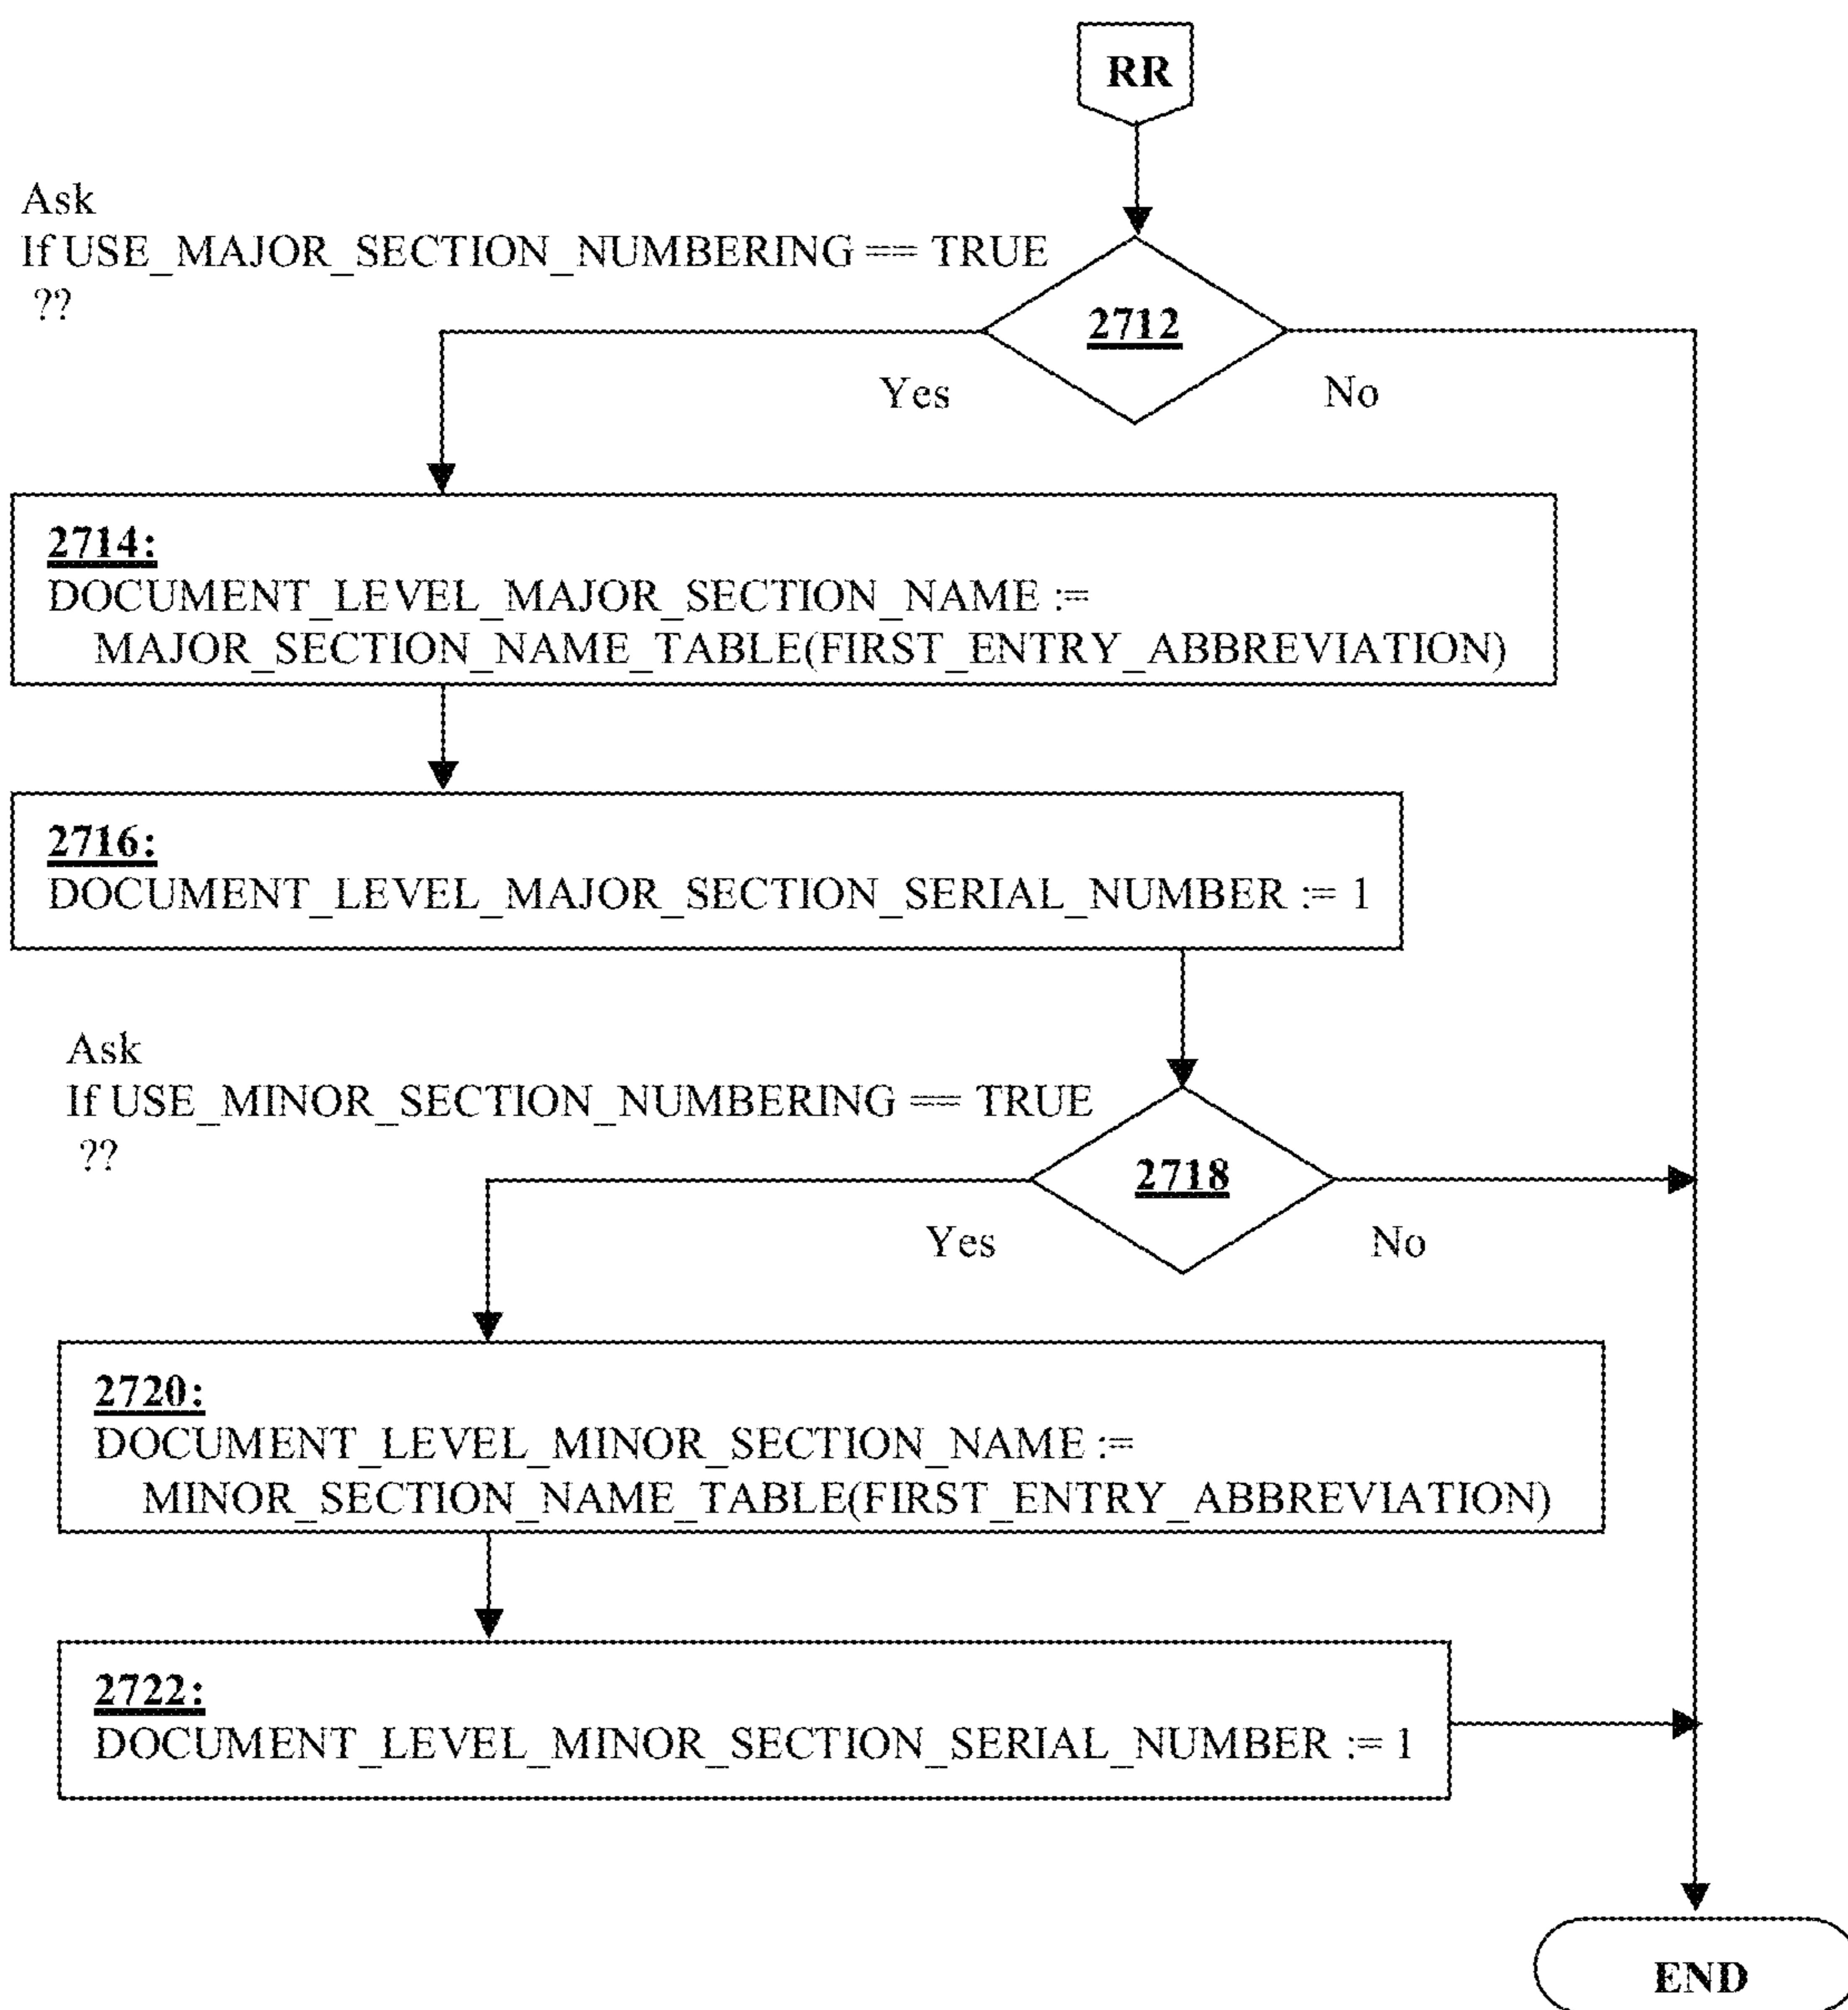 RR
Ask
If USE_MAJOR_SECTION_NUMBERING == TRUE
??
2712
Yes
No
2714:
DOCUMENT_LEVEL_MAJOR_SECTION_NAME :=
MAJOR_SECTION_NAME_TABLE(FIRST_ENTRY_ABBREVIATION)
2716:
DOCUMENT_LEVEL_MAJOR_SECTION_SERIAL_NUMBER := 1
Ask
If USE_MINOR_SECTION_NUMBERING == TRUE
??
2718
Yes
No
2720:
DOCUMENT_LEVEL_MINOR_SECTION_NAME :=
MINOR_SECTION_NAME_TABLE(FIRST_ENTRY_ABBREVIATION)
2722:
DOCUMENT_LEVEL_MINOR_SECTION_SERIAL_NUMBER := 1
END